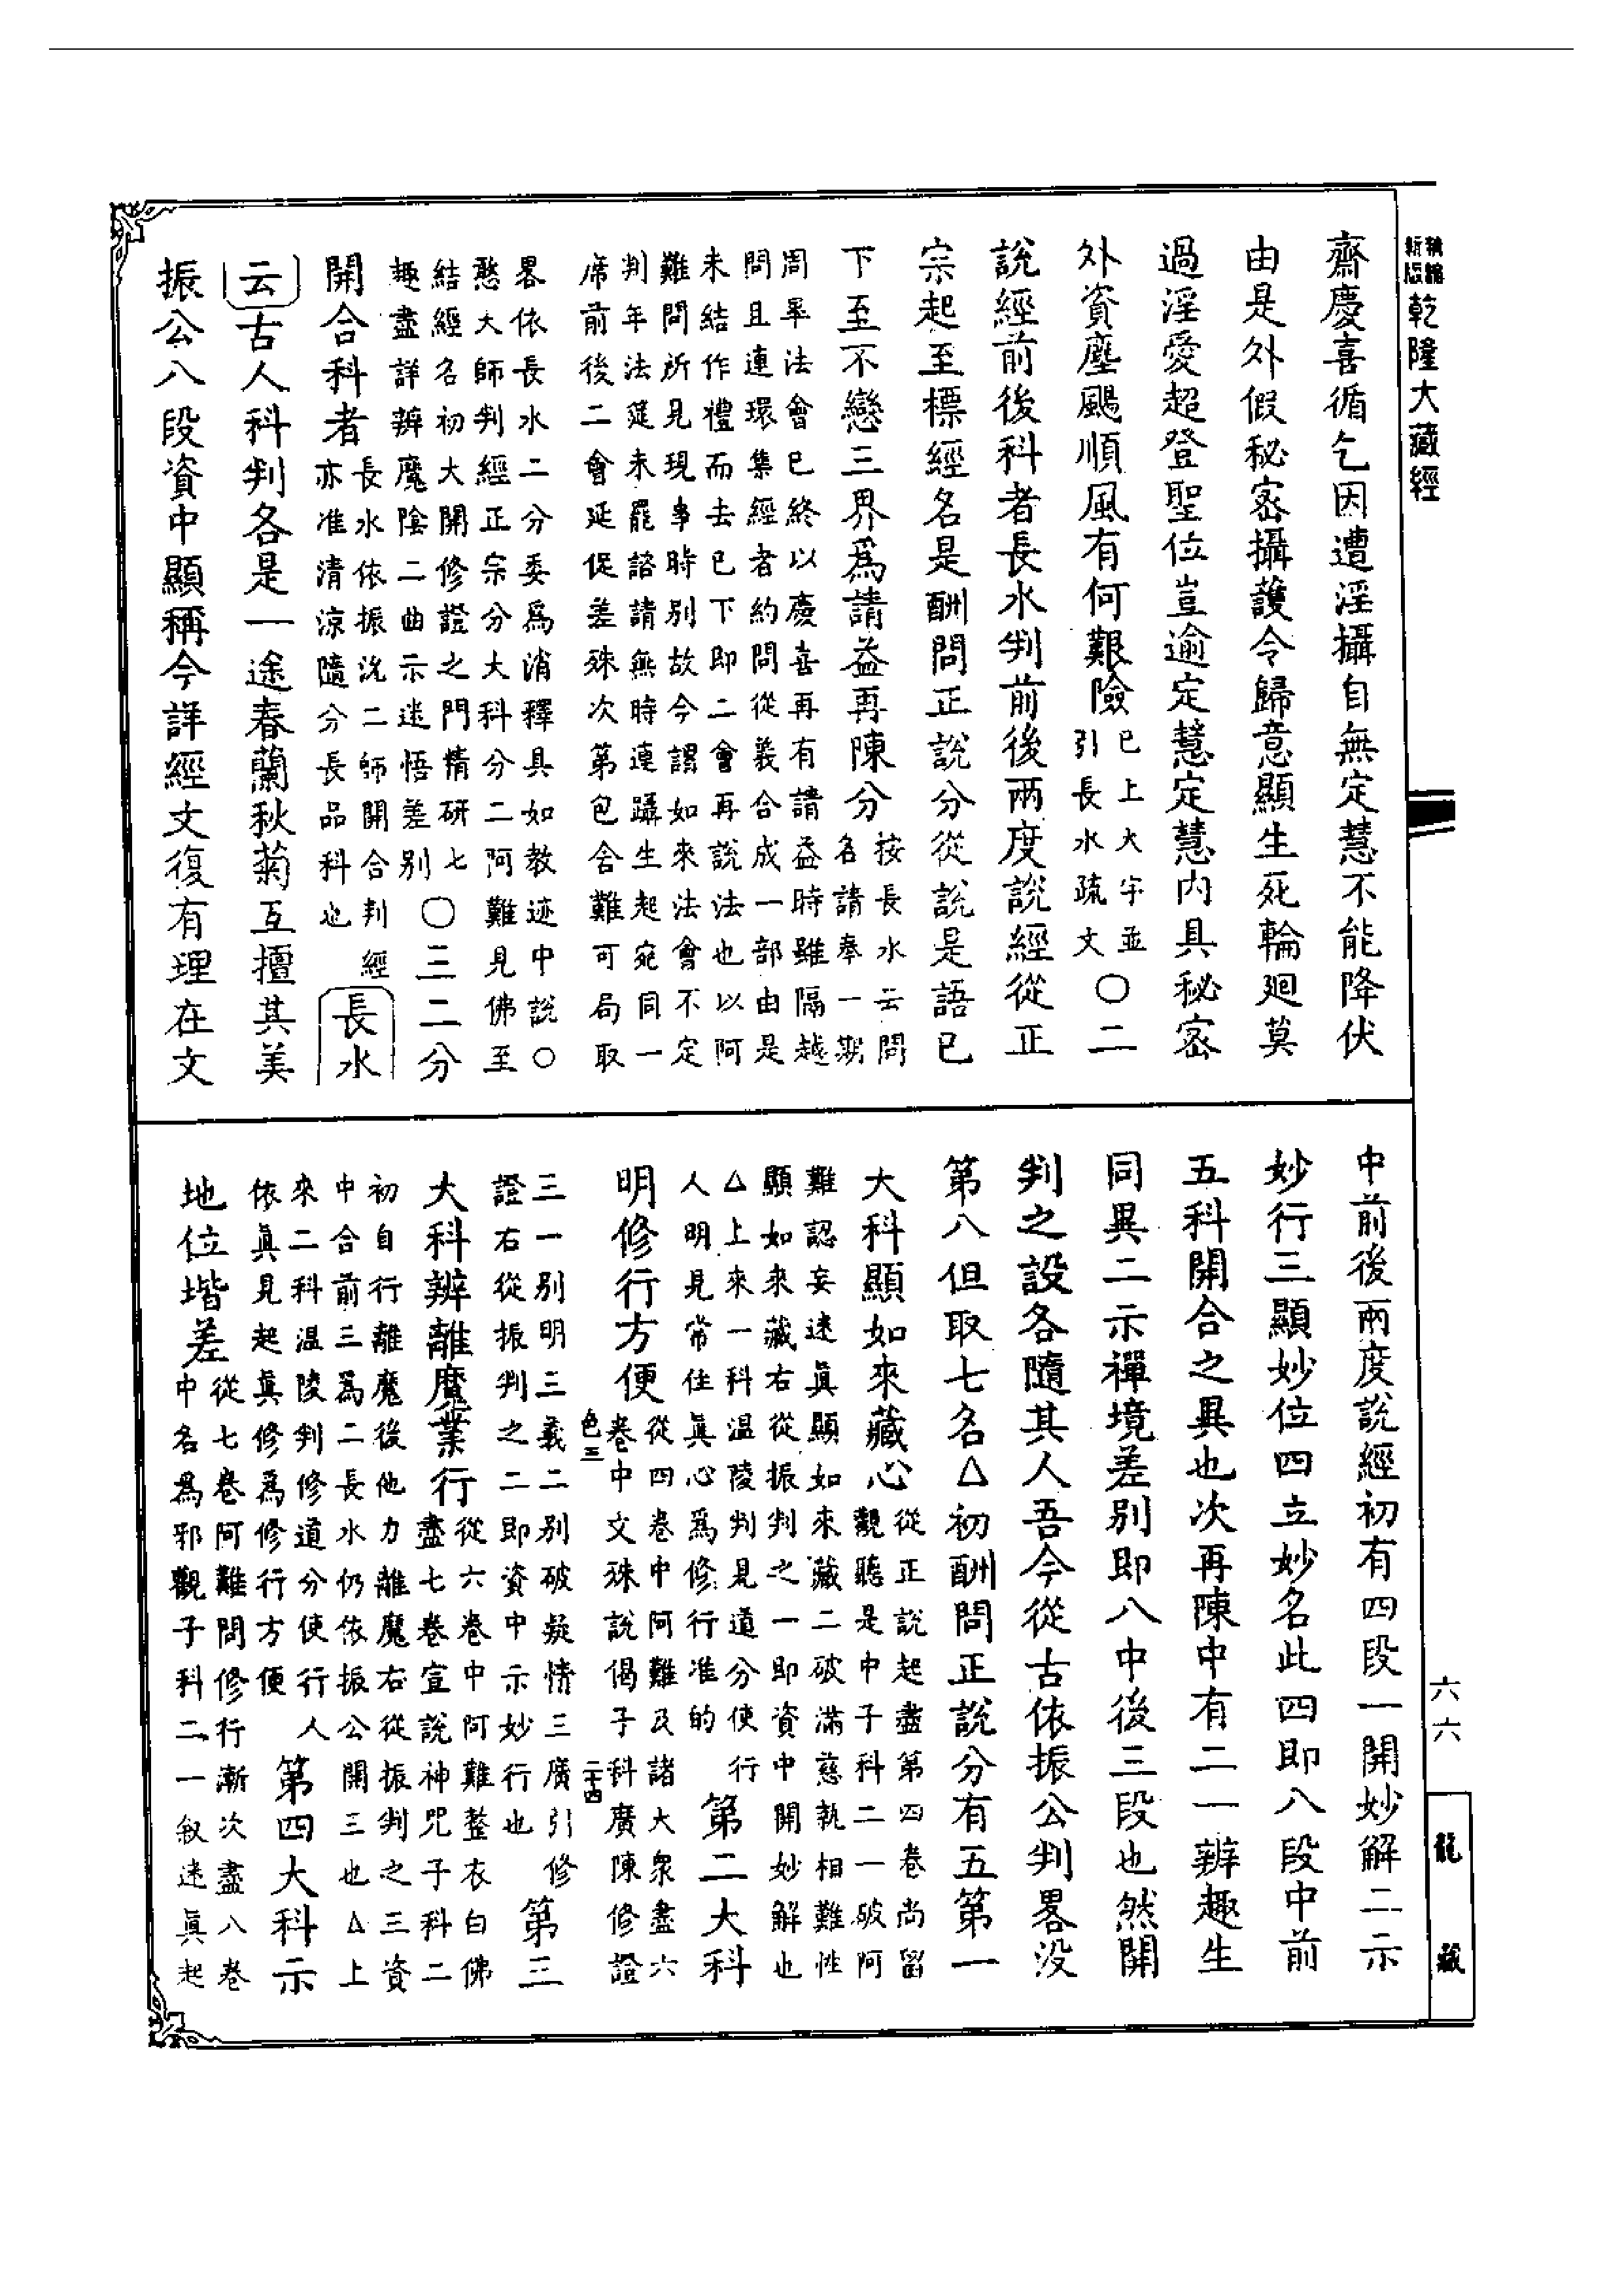 乾隆大藏經
齋慶喜循乞因遭淫攝自無定慧不能降伏
由是外假秘密攝護令歸意顯生死輪廻莫
過淫愛超登聖位豈逾定慧定慧內具秘密
外資塵颺順風有何艱險
已上大字並
引長水疏文
〇二
說經前後科者長水判前後兩度說經從正
宗起至標經名是酬問正說分從說是語已
下至不戀三界爲請益再陳分
按長水云問
名請奉一期
周畢法會已終以慶喜再有請益時雖隔越
問且連環集經者約問從義合成一部由是
未結作禮而去已下即二會再說法也以阿
難問所見現事時別故今謂如來法會不定
判年法筵未罷諮請無時連躡生起宛同一
席前後二會延促差殊次第包含難可局取
畧依長水二分委爲消釋具如教迹中說〇
憨大師判經正宗分大科分二阿難見佛至
結經名初大開修證之門精研七
趣盡詳辨魔陰二曲示迷悟差別
〇三二分
開合科者
長水依振沇二師開合判經
亦准清涼隨分長品科也
長水
云古人科判各是一途春蘭秋菊互擅其美
振公八段資中顯稱今詳經文復有理在文
中前後兩度說經初有四段一開妙解二示
妙行三顯妙位四立妙名此四即八段中前
五科開合之異也次再陳中有二一辨趣生
同異二示禪境差別即八中後三段也然開
判之設各隨其人吾今從古依振公判畧没
第八但取七名△初酬問正說分有五第一
大科顯如來藏心
從正說起盡第四卷尚留
觀聽是中子科二一破阿
難認妄迷眞顯如來藏二破滿慈執相難性
顯如來藏右從振判之一即資中開妙解也
△上來一科温陵判見道分使行
人明見常住眞心爲修行准的
第二大科
明修行方便
從四卷中阿難及諸大衆盡六
卷中文殊說偈子科廣陳修證
色三
二十四
三一別明三義二別破疑情三廣引修
證右從振判之二即資中示妙行也
第三
大科辨離魔業行
從六卷中阿難整衣白佛
盡七卷宣說神咒子科二
初自行離魔後他力離魔右從振判之三資
中合前三爲二長水仍依振公開三也△上
來二科温陵判修道分使行人
依眞見起眞修爲修行方便
第四大科示
地位堦差
從七卷阿難問修行漸次盡八卷
中名爲邪觀子科二一敘迷眞起
六六
龍藏